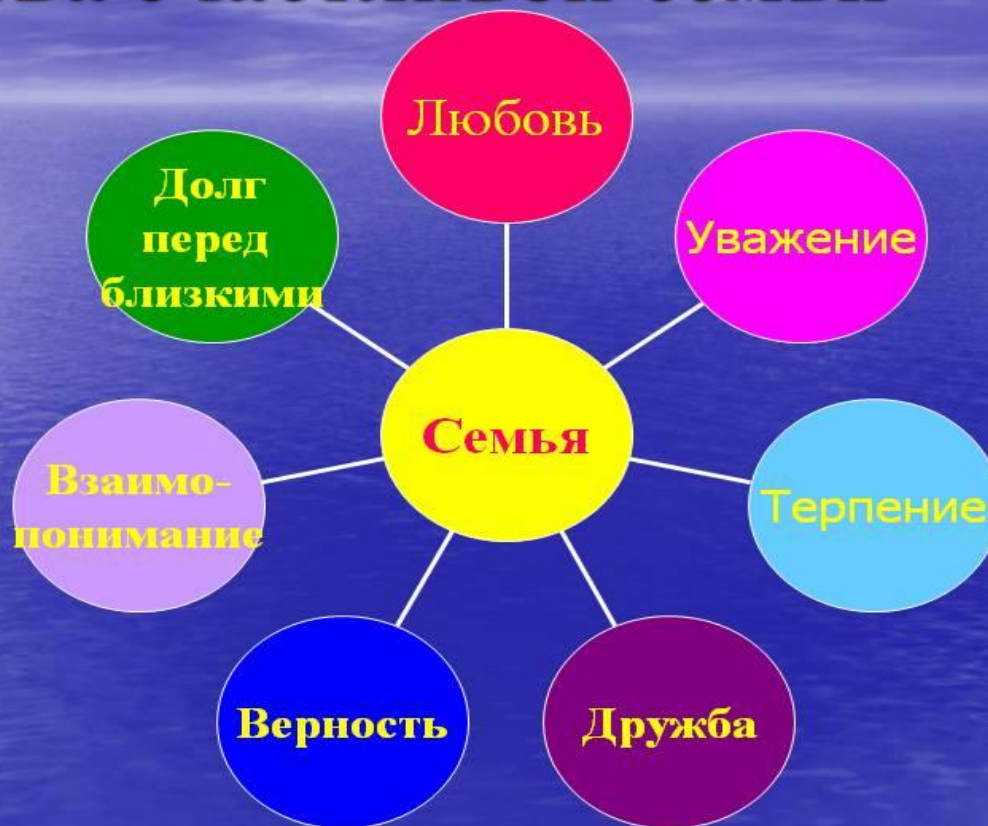 Любовь
Уважение
Терпение
Дружба
Верность
Взаимо-
понимание
Долг
перед
близкими
Семья